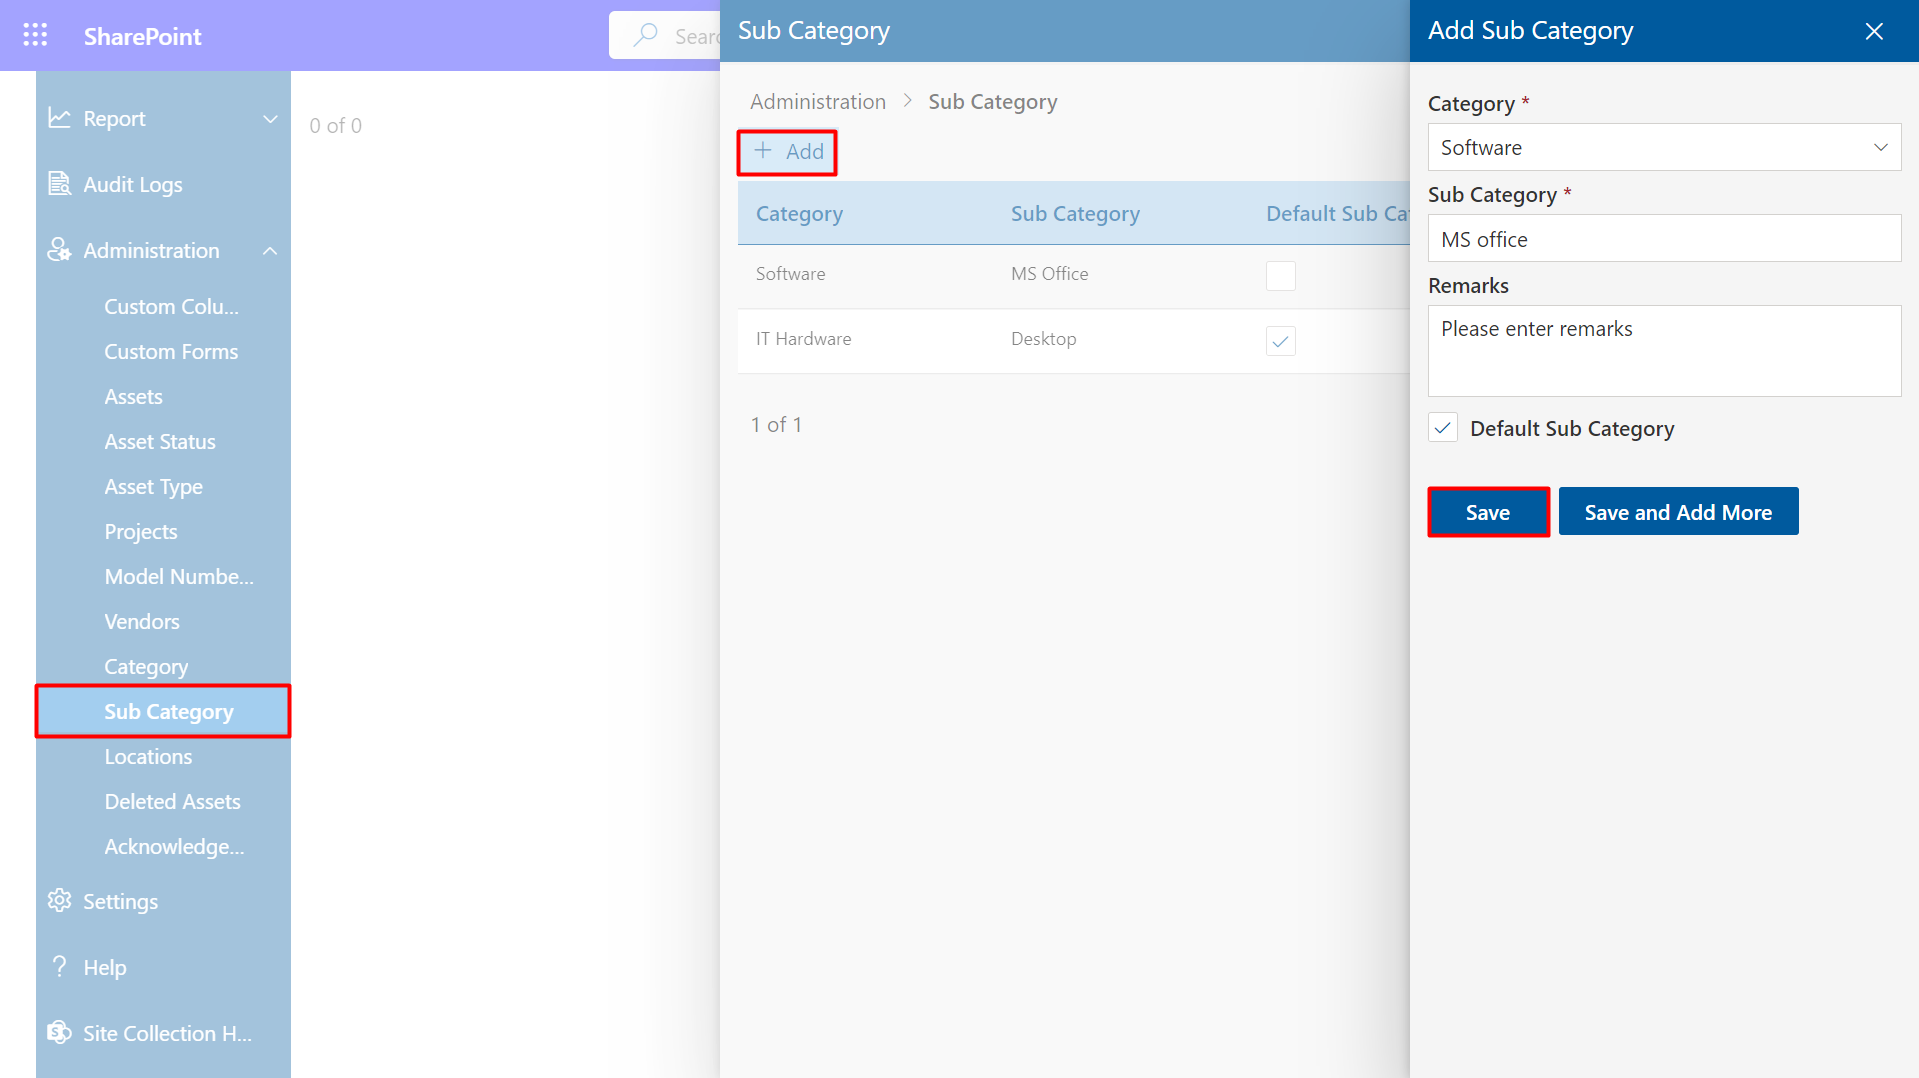 SharePoint
Sear
Report
Audit Logs
Administration
Custom Colu...
Custom Forms
Assets
Asset Status
Asset Type
Projects
Model Numbe...
Vendors
Category
Sub Category
Locations
Deleted Assets
Acknowledge...
Settings
? Help
Site Collection H...
0 of 0
Sub Category
Administration > Sub Category
+ Add
Category Sub Category Default Sub Ca
Software MS Office
IT Hardware Desktop
1 of 1
Add Sub Category
Category *
Software
Sub Category *
MS office
Remarks
Please enter remarks
Default Sub Category
Save Save and Add More